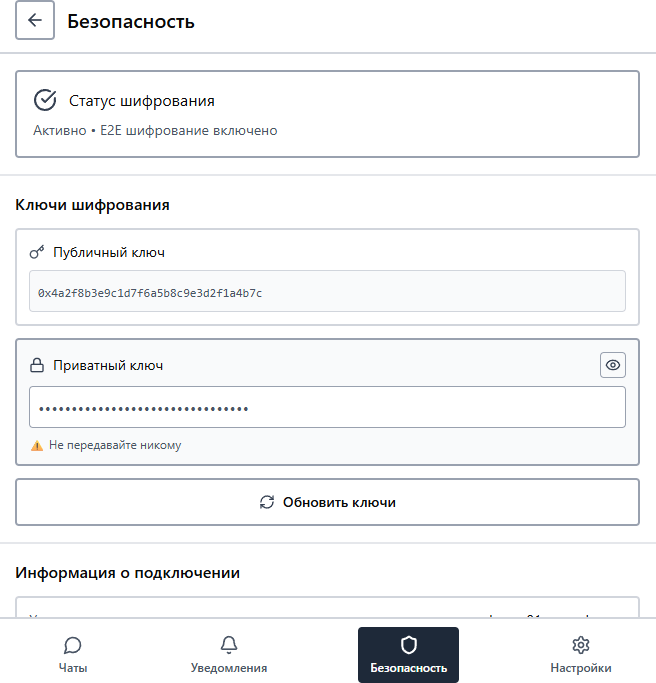 Безопасность
Статус шифрования
Активно • E2E шифрование включено
Ключи шифрования
Публичный ключ
0x4a2f8b3e9c1d7f6a5b8c9e3d2f1a4b7c
Приватный ключ
••••••••••••••••••••••••••••••••
⚠️ Не передавайте никому
Обновить ключи
Информация о подключении
Чаты
Уведомления
Безопасность
Настройки